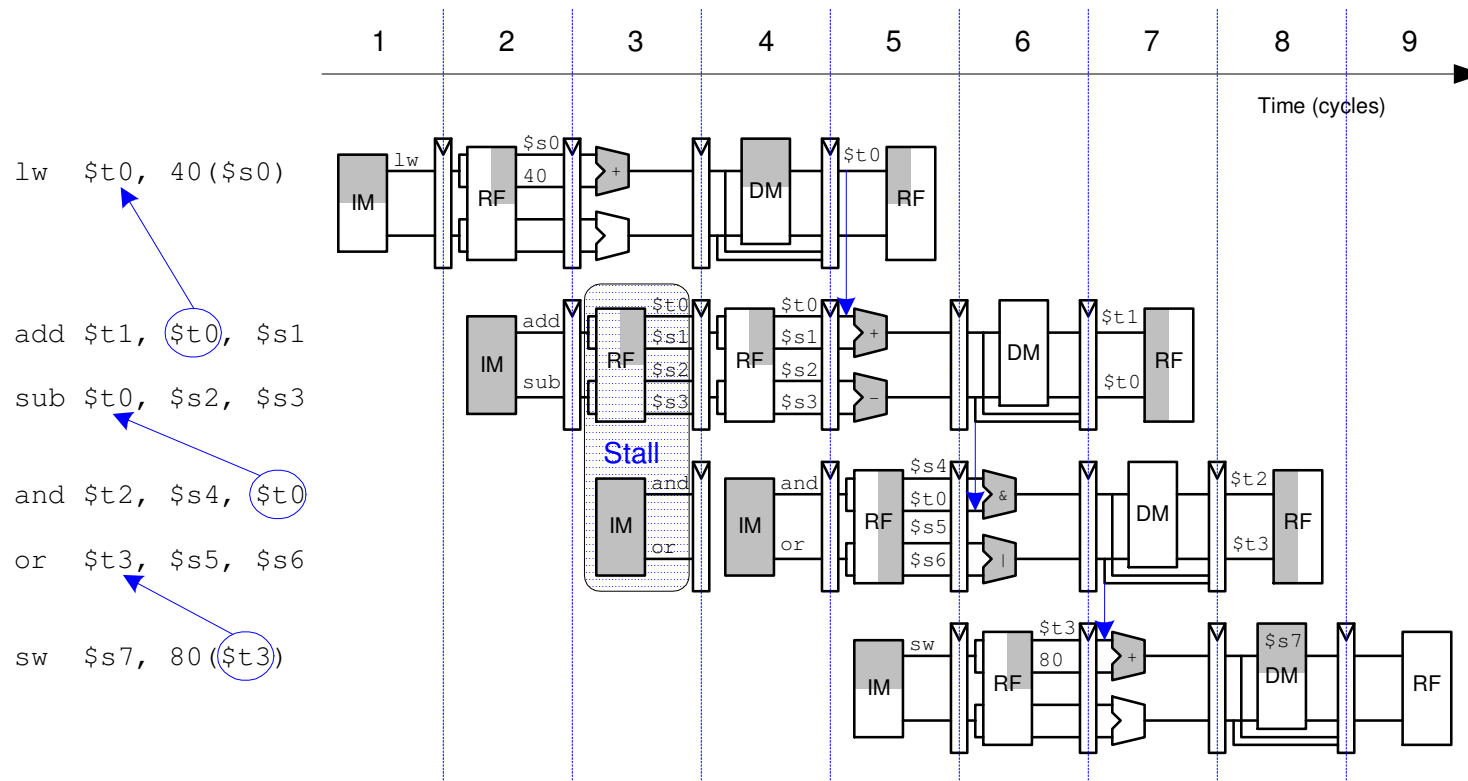 1 2 3 4 5 6 7 8 9
Time (cycles)
lw $t0, 40($s0)
IM lw RF $s0 40 + DM $t0 RF
add $t1, $t0, $s1
sub $t0, $s2, $s3
IM add sub RF $t0 $s1 $s2 $s3 RF $t0 $s1 $s2 $s3 + - DM $t1 $t0 RF
Stall
and $t2, $s4, $t0
or $t3, $s5, $s6
IM and or IM and or RF $s4 $t0 $s5 $s6 & | DM $t2 $t3 RF
sw $s7, 80($t3)
IM sw RF $t3 80 + $s7 DM RF